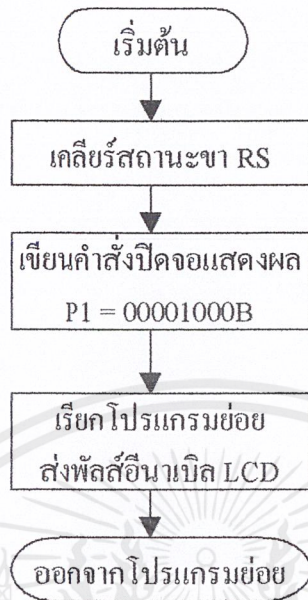 เริ่มต้น
เคลียร์สถานะขา RS
เขียนคำสั่งปิดจอแสดงผล
P1 = 00001000B
เรียกโปรแกรมย่อย
ส่งพัลส์อีนาเบิล LCD
ออกจากโปรแกรมย่อย